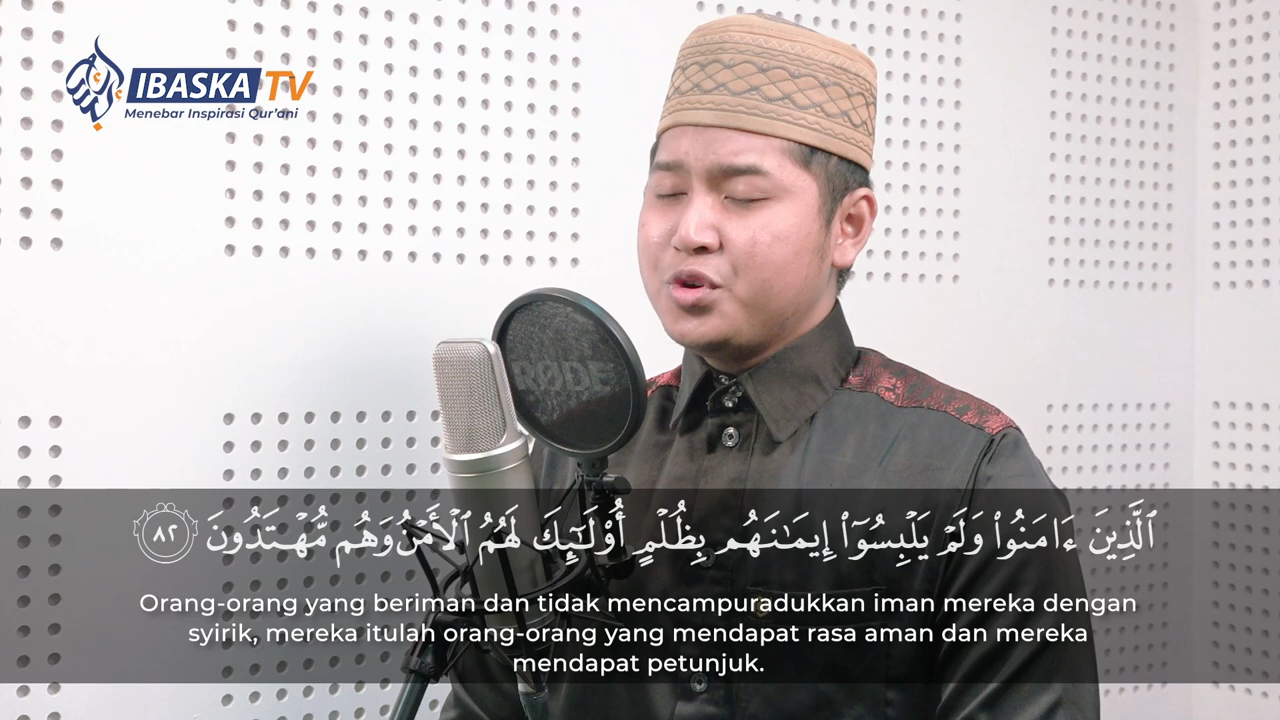 IBASKA TV
Menebar Inspirasi Qur'ani
RØDE
ٱلَّذِينَ ءَامَنُوا۟ وَلَمْ يَلْبِسُوٓا۟ إِيمَـٰنَهُم بِظُلْمٍ أُو۟لَـٰٓئِكَ لَهُمُ ٱلْأَمْنُ وَهُم مُّهْتَدُونَ ٨٢
Orang-orang yang beriman dan tidak mencampuradukkan iman mereka dengan
syirik, mereka itulah orang-orang yang mendapat rasa aman dan mereka
mendapat petunjuk.